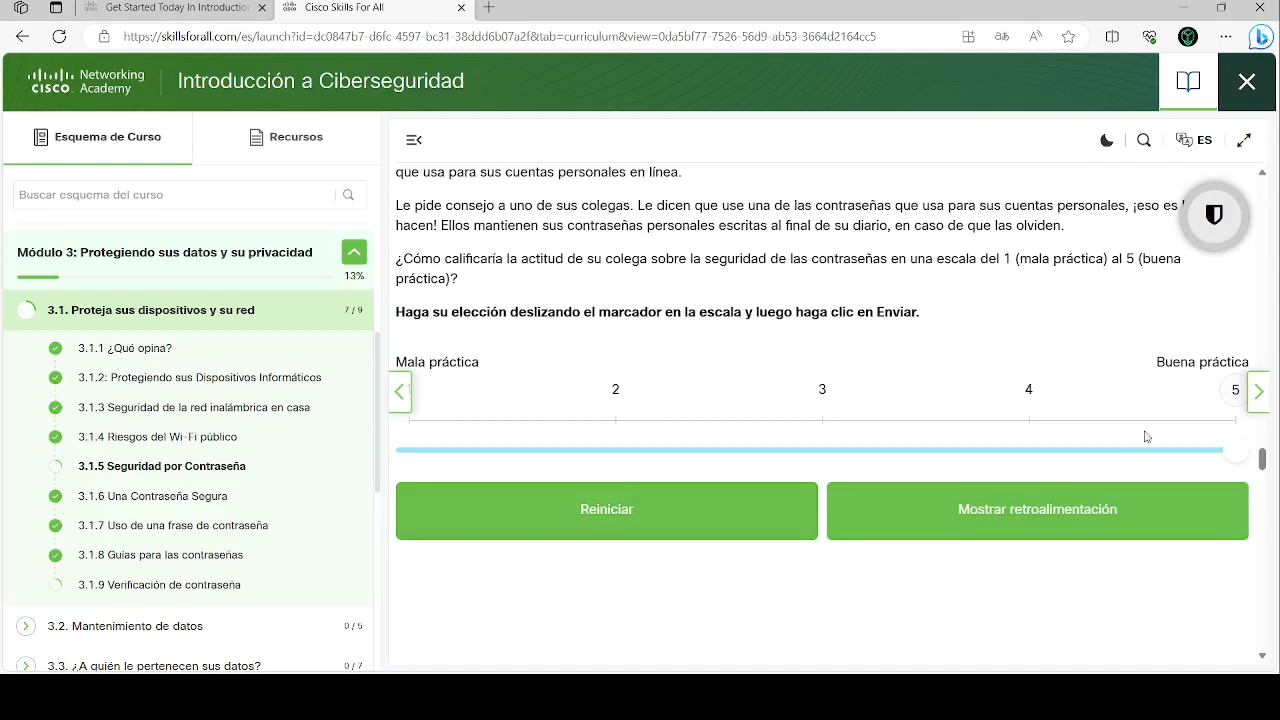 Get Started Today In Introduction
Cisco Skills For All
https://skillsforall.com/es/launch?id=dc0847b7-d6fc-4597-bc31-38ddd6b07a2f&tab=curriculum&view=0da5bf77-7526-56d9-ab53-3664d2164cc5
Networking Academy
CISCO
Introducción a Ciberseguridad
Esquema de Curso
Recursos
ES
Buscar esquema del curso
Módulo 3: Protegiendo sus datos y su privacidad
13%
3.1. Proteja sus dispositivos y su red
7 / 9
3.1.1 ¿Qué opina?
3.1.2: Protegiendo sus Dispositivos Informáticos
3.1.3 Seguridad de la red inalámbrica en casa
3.1.4 Riesgos del Wi-Fi público
3.1.5 Seguridad por Contraseña
3.1.6 Una Contraseña Segura
3.1.7 Uso de una frase de contraseña
3.1.8 Guías para las contraseñas
3.1.9 Verificación de contraseña
3.2. Mantenimiento de datos
0 / 5
3.3. ¿A quién le pertenecen sus datos?
0 / 7
que usa para sus cuentas personales en línea.
Le pide consejo a uno de sus colegas. Le dicen que use una de las contraseñas que usa para sus cuentas personales, ¡eso es l
hacen! Ellos mantienen sus contraseñas personales escritas al final de su diario, en caso de que las olviden.
¿Cómo calificaría la actitud de su colega sobre la seguridad de las contraseñas en una escala del 1 (mala práctica) al 5 (buena
práctica)?
Haga su elección deslizando el marcador en la escala y luego haga clic en Enviar.
Mala práctica
Buena práctica
2
3
4
5
Reiniciar
Mostrar retroalimentación